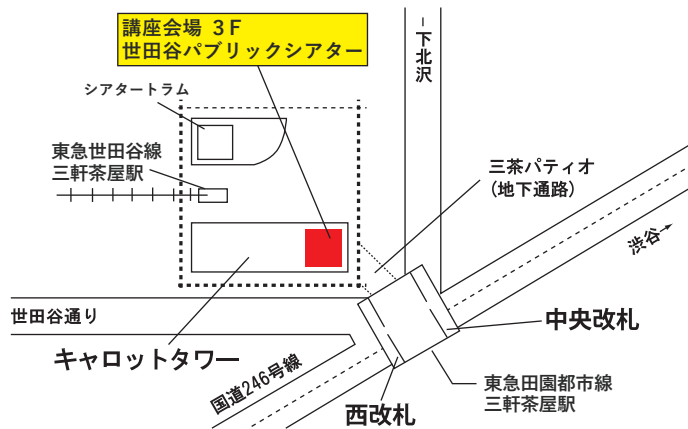 講座会場 3F
世田谷パブリックシアター
下北沢
シアタートラム
東急世田谷線
三軒茶屋駅
三茶パティオ
(地下通路)
渋谷
世田谷通り
中央改札
キャロットタワー
国道246号線
東急田園都市線
三軒茶屋駅
西改札